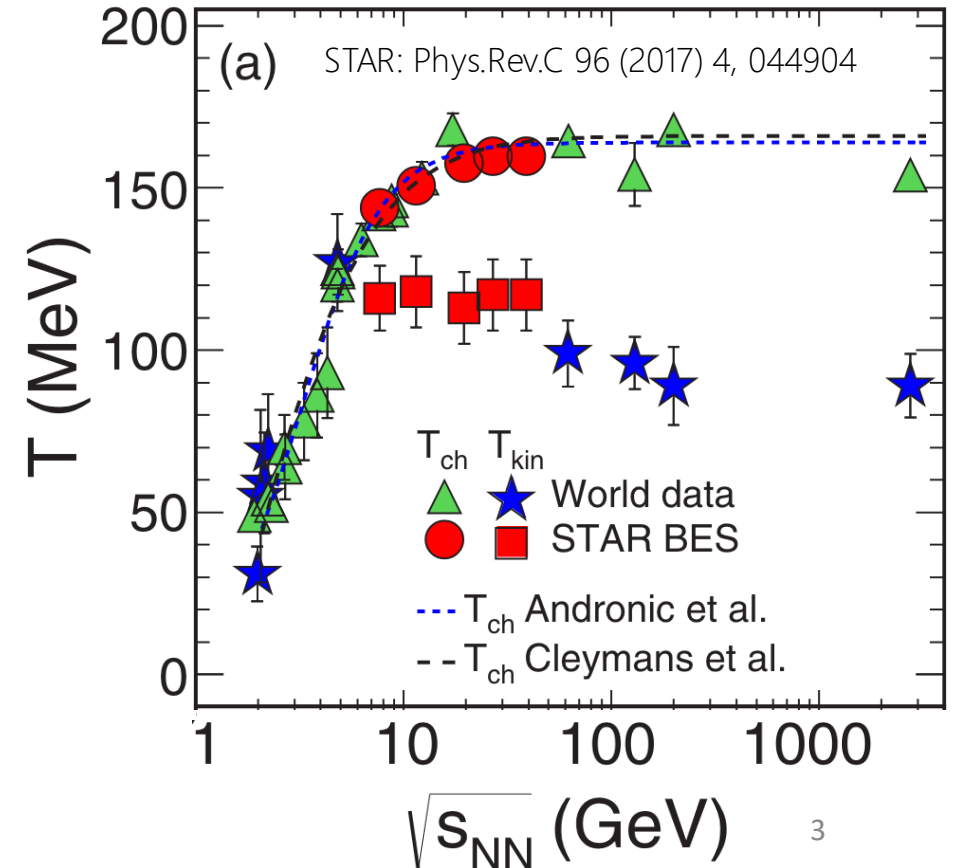 200
(a) STAR: Phys.Rev.C 96 (2017) 4, 044904
150
100
50
0
T (MeV)
T_ch T_kin
World data
STAR BES
T_ch Andronic et al.
T_ch Cleymans et al.
1 10 100 1000
√s_NN (GeV)
3